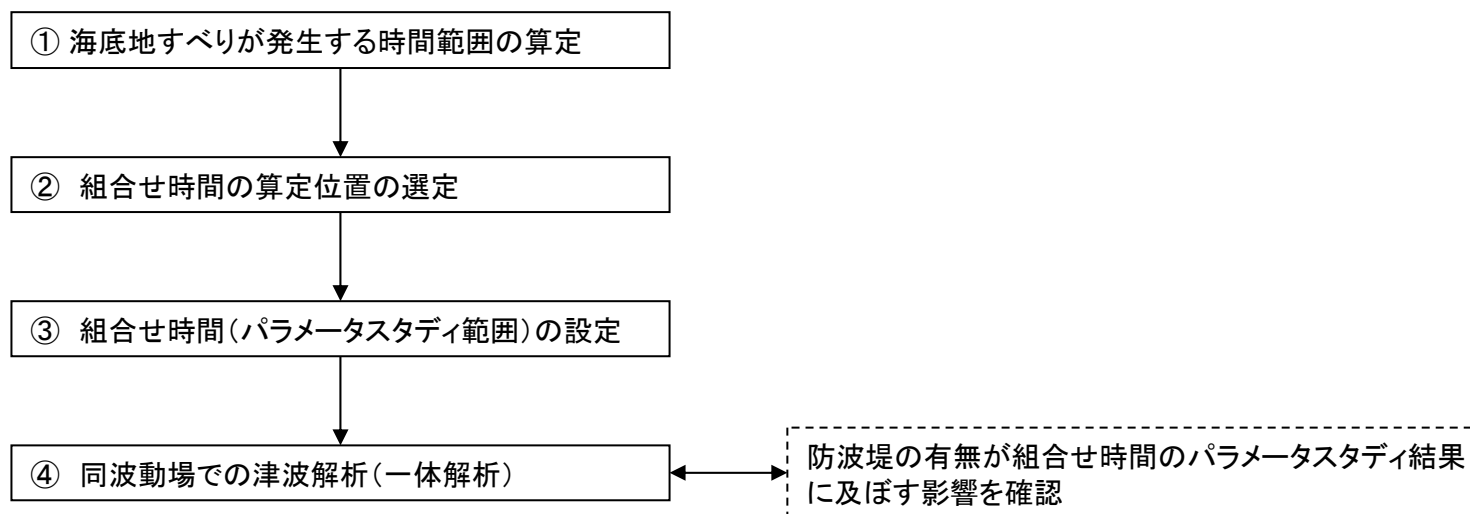 ① 海底地すべりが発生する時間範囲の算定
② 組合せ時間の算定位置の選定
③ 組合せ時間(パラメータスタディ範囲)の設定
④ 同波動場での津波解析(一体解析)
防波堤の有無が組合せ時間のパラメータスタディ結果
に及ぼす影響を確認